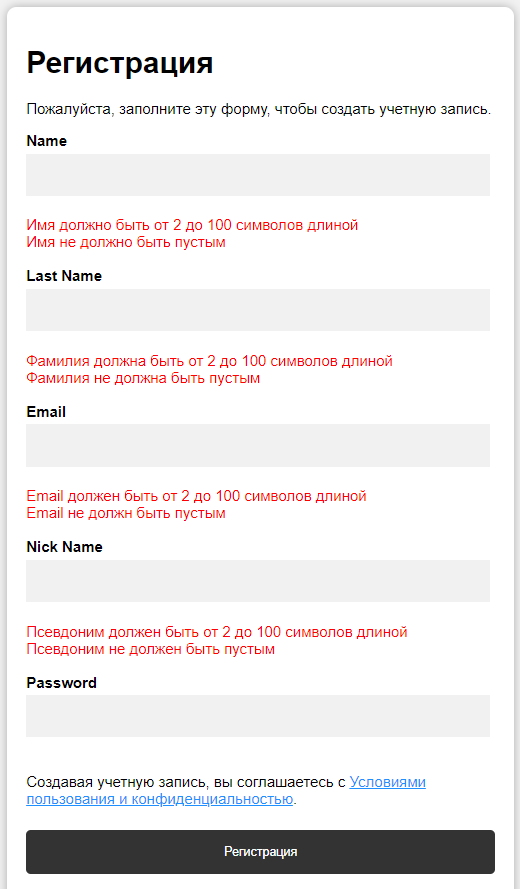 Регистрация
Пожалуйста, заполните эту форму, чтобы создать учетную запись.
Name
Имя должно быть от 2 до 100 символов длиной
Имя не должно быть пустым
Last Name
Фамилия должна быть от 2 до 100 символов длиной
Фамилия не должна быть пустым
Email
Email должен быть от 2 до 100 символов длиной
Email не должн быть пустым
Nick Name
Псевдоним должен быть от 2 до 100 символов длиной
Псевдоним не должен быть пустым
Password
Создавая учетную запись, вы соглашаетесь с Условиями
пользования и конфиденциальностью.
Регистрация